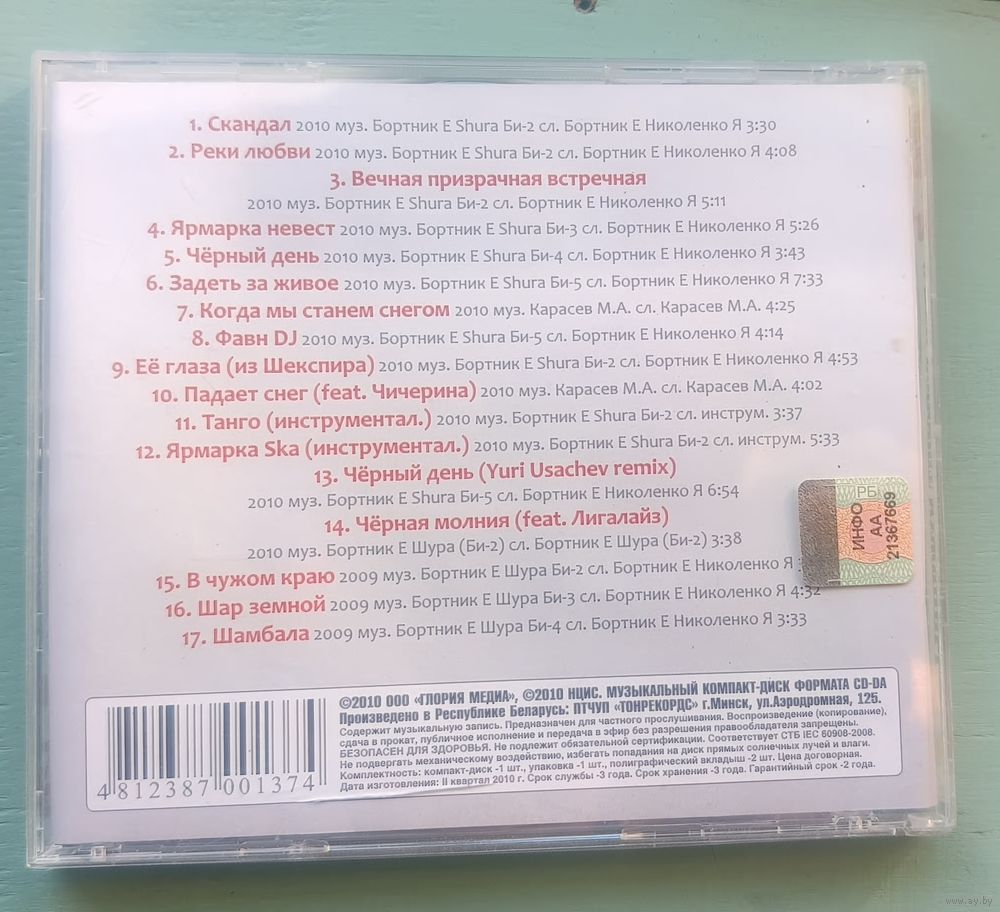 1. Скандал 2010 муз. Бортник Е Shura Би-2 сл. Бортник Е Николенко Я 3:30
2. Реки любви 2010 муз. Бортник Е Shura Би-2 сл. Бортник Е Николенко Я 4:08
3. Вечная призрачная встречная
2010 муз. Бортник Е Shura Би-2 сл. Бортник Е Николенко Я 5:11
4. Ярмарка невест 2010 муз. Бортник Е Shura Би-3 сл. Бортник Е Николенко Я 5:26
5. Чёрный день 2010 муз. Бортник Е Shura Би-4 сл. Бортник Е Николенко Я 3:43
6. Задеть за живое 2010 муз. Бортник Е Shura Би-5 сл. Бортник Е Николенко Я 7:33
7. Когда мы станем снегом 2010 муз. Карасев М.А. сл. Карасев М.А. 4:25
8. Фавн DJ 2010 муз. Бортник Е Shura Би-5 сл. Бортник Е Николенко Я 4:14
9. Её глаза (из Шекспира) 2010 муз. Бортник Е Shura Би-2 сл. Бортник Е Николенко Я 4:53
10. Падает снег (feat. Чичерина) 2010 муз. Карасев М.А. сл. Карасев М.А. 4:02
11. Танго (инструментал.) 2010 муз. Бортник Е Shura Би-2 сл. инструм. 3:37
12. Ярмарка Ska (инструментал.) 2010 муз. Бортник Е Shura Би-2 сл. инструм. 5:33
13. Чёрный день (Yuri Usachev remix)
2010 муз. Бортник Е Shura Би-5 сл. Бортник Е Николенко Я 6:54
14. Чёрная молния (feat. Лигалайз)
2010 муз. Бортник Е Шура (Би-2) сл. Бортник Е Шура (Би-2) 3:38
15. В чужом краю 2009 муз. Бортник Е Шура Би-2 сл. Бортник Е Николенко Я
16. Шар земной 2009 муз. Бортник Е Шура Би-3 сл. Бортник Е Николенко Я 4:32
17. Шамбала 2009 муз. Бортник Е Шура Би-4 сл. Бортник Е Николенко Я 3:33
РБ
ИНФО
АА
21367669
©2010 ООО «ГЛОРИЯ МЕДИА», ©2010 НЦИС. МУЗЫКАЛЬНЫЙ КОМПАКТ-ДИСК ФОРМАТА CD-DA
Произведено в Республике Беларусь: ПТЧУП «ТОНРЕКОРДС» г.Минск, ул.Аэродромная, 125.
Содержит музыкальную запись. Предназначен для частного прослушивания. Воспроизведение (копирование),
сдача в прокат, публичное исполнение и передача в эфир без разрешения правообладателя запрещены.
БЕЗОПАСЕН ДЛЯ ЗДОРОВЬЯ. Не подлежит обязательной сертификации. Соответствует СТБ IEC 60908-2008.
Не подвергать механическому воздействию, избегать попадания на диск прямых солнечных лучей и влаги.
Комплектность: компакт-диск -1 шт., упаковка -1 шт., полиграфический вкладыш -2 шт. Цена договорная.
Дата изготовления: II квартал 2010 г. Срок службы -3 года. Срок хранения -3 года. Гарантийный срок -2 года.
4 812387 001374
www.ay.by